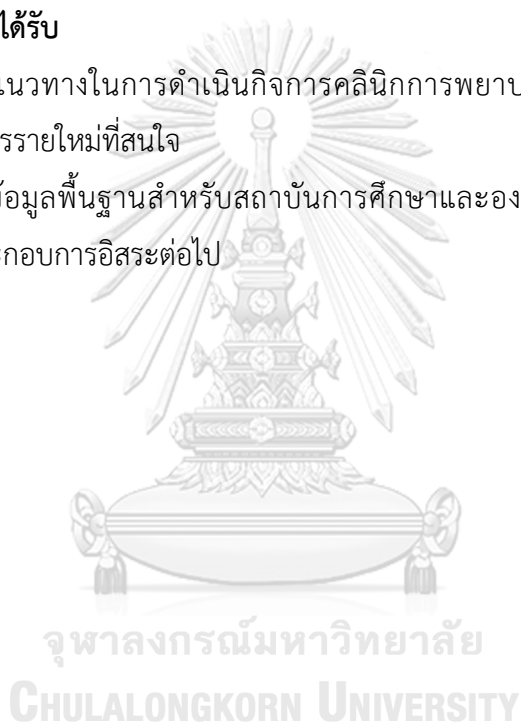 ได้รับ
แนวทางในการดำเนินกิจการคลินิกการพยาบ
รรายใหม่ที่สนใจ
ข้อมูลพื้นฐานสำหรับสถาบันการศึกษาและอง
ะกอบการอิสระต่อไป
จุฬาลงกรณ์มหาวิทยาลัย
CHULALONGKORN UNIVERSITY